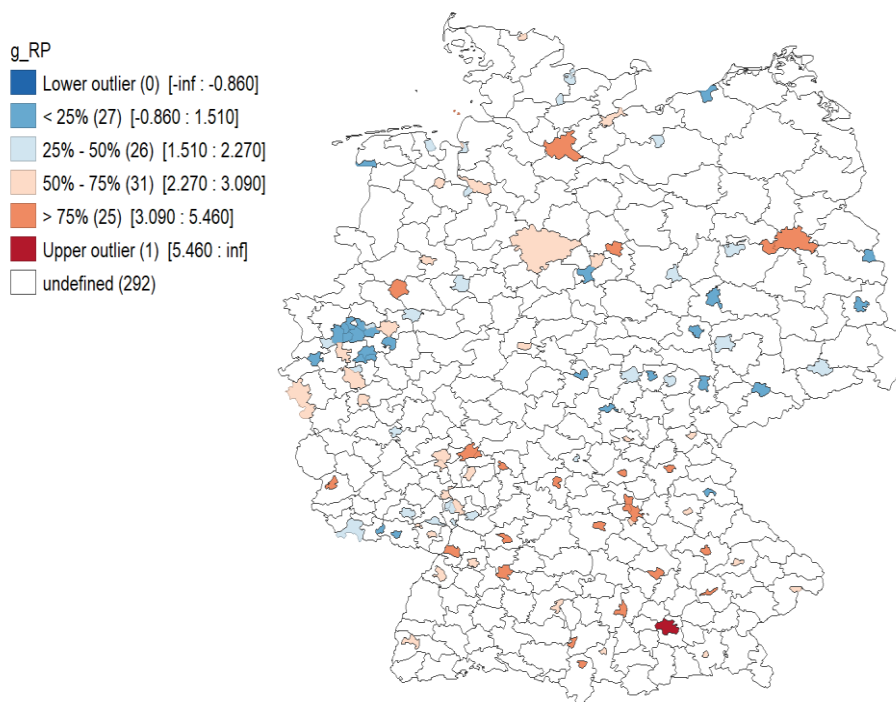 g_RP
Lower outlier (0) [-inf : -0.860]
< 25% (27) [-0.860 : 1.510]
25% - 50% (26) [1.510 : 2.270]
50% - 75% (31) [2.270 : 3.090]
> 75% (25) [3.090 : 5.460]
Upper outlier (1) [5.460 : inf]
undefined (292)